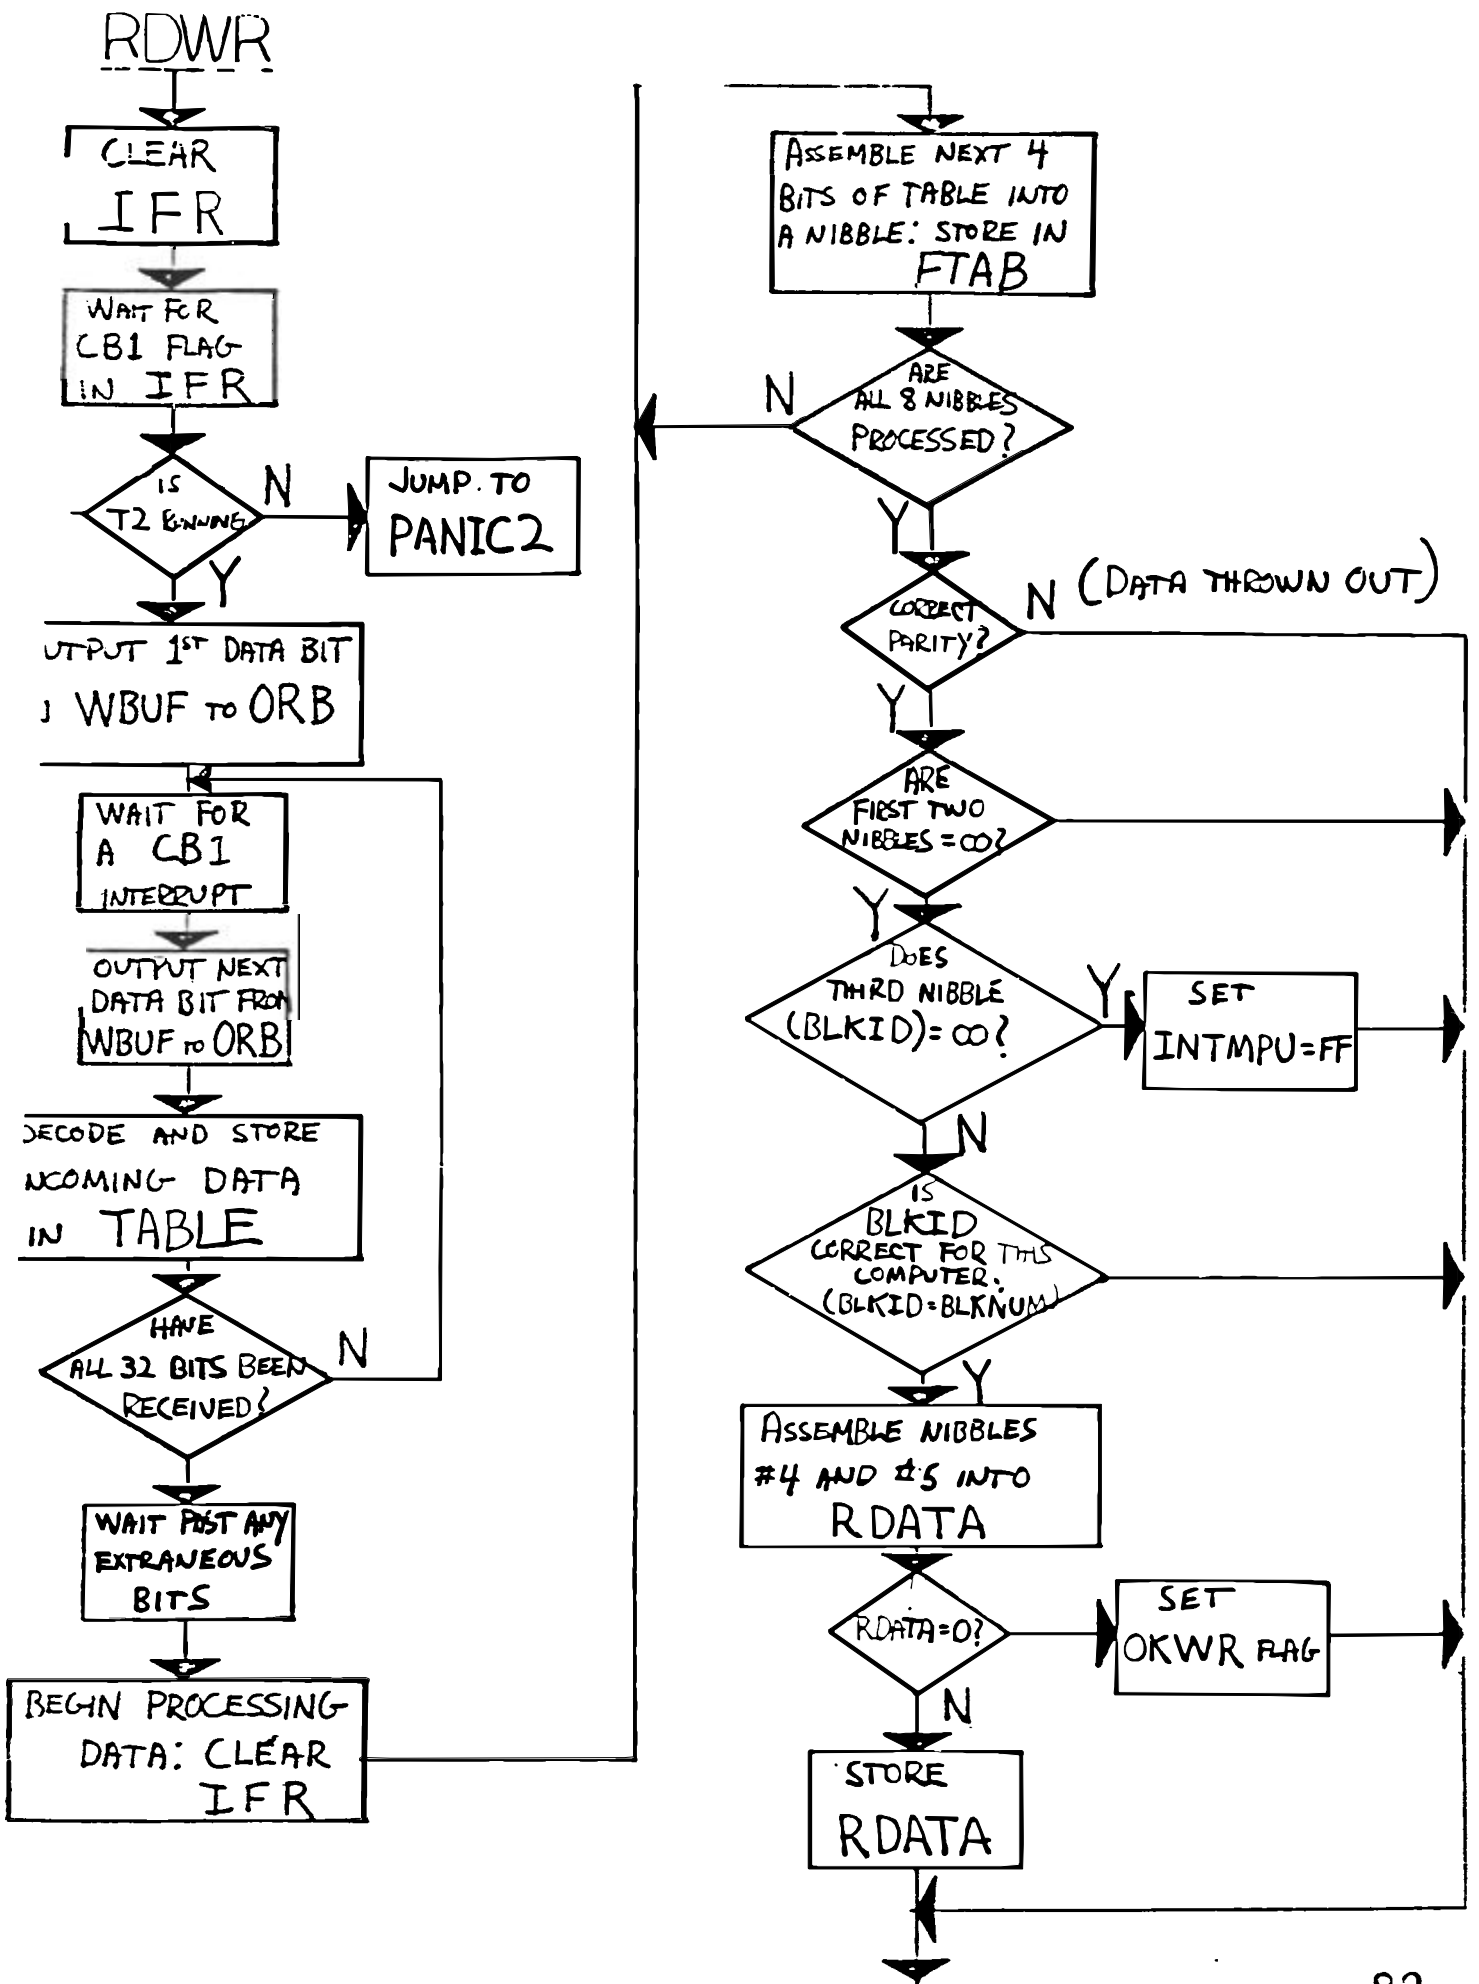 RDWR
CLEAR
IFR
WAIT FOR
CB1 FLAG
IN IFR
IS
T2 RUNNING
N
JUMP TO
PANIC2
Y
UTPUT 1ST DATA BIT
WBUF TO ORB
WAIT FOR
A CB1
INTERRUPT
OUTPUT NEXT
DATA BIT FROM
WBUF TO ORB
DECODE AND STORE
NCOMING DATA
IN TABLE
HAVE
ALL 32 BITS BEEN
RECEIVED?
N
WAIT PAST ANY
EXTRANEOUS
BITS
BEGIN PROCESSING
DATA: CLEAR
IFR
ASSEMBLE NEXT 4
BITS OF TABLE INTO
A NIBBLE: STORE IN
FTAB
ARE
ALL 8 NIBBLES
PROCESSED?
N
Y
CORRECT
PARITY?
N (DATA THROWN OUT)
Y
ARE
FIRST TWO
NIBBLES = 00?
Y
DOES
THIRD NIBBLE
(BLKID) = 00?
Y
SET
INTMPU=FF
N
IS
BLKID
CORRECT FOR THIS
COMPUTER.
(BLKID=BLKNUM)
Y
ASSEMBLE NIBBLES
#4 AND #5 INTO
RDATA
RDATA=0?
SET
OKWR FLAG
N
STORE
RDATA